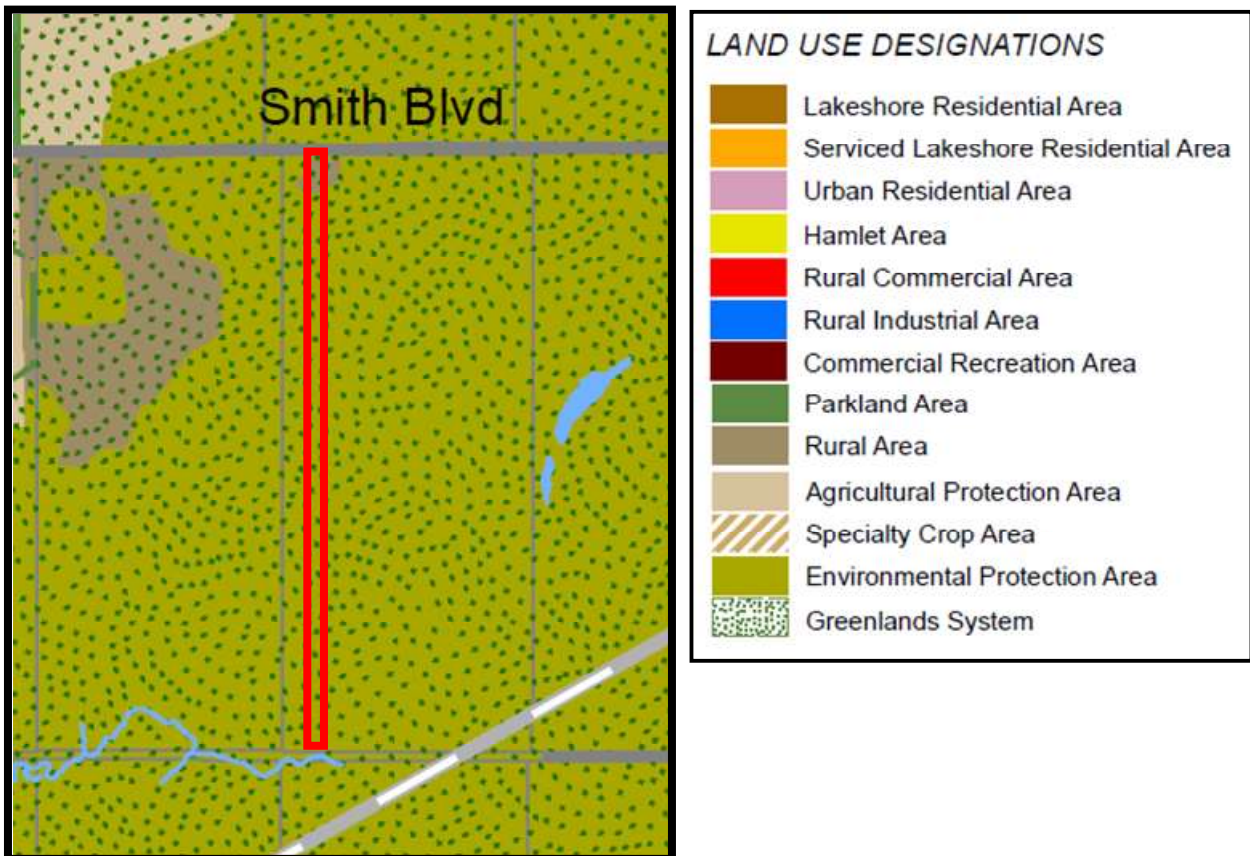 Smith Blvd
LAND USE DESIGNATIONS
Lakeshore Residential Area
Serviced Lakeshore Residential Area
Urban Residential Area
Hamlet Area
Rural Commercial Area
Rural Industrial Area
Commercial Recreation Area
Parkland Area
Rural Area
Agricultural Protection Area
Specialty Crop Area
Environmental Protection Area
Greenlands System